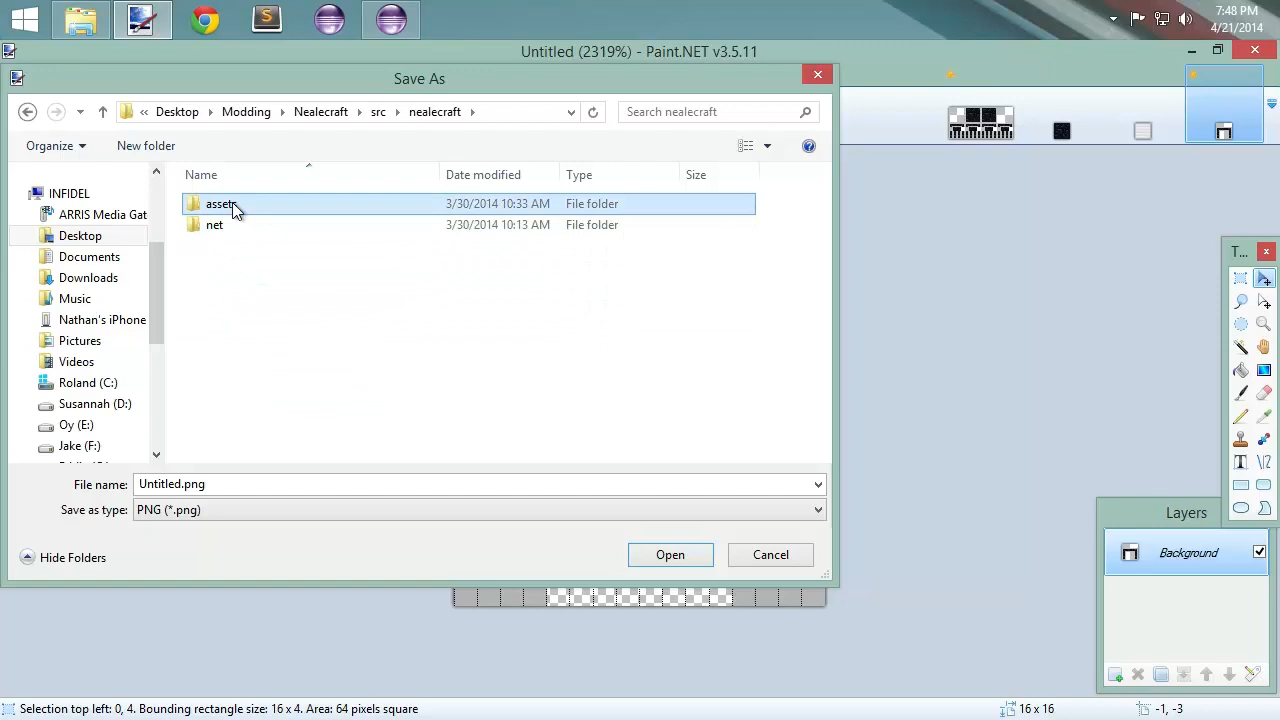 7:48 PM
4/21/2014
Untitled (2319%) - Paint.NET v3.5.11
Save As
Desktop
Modding
Nealecraft
src
nealecraft
Search nealecraft
Organize
New folder
Name
Date modified
Type
Size
INFIDEL
ARRIS Media Gat
Desktop
Documents
Downloads
Music
Nathan's iPhone
Pictures
Videos
Roland (C:)
Susannah (D:)
Oy (E:)
Jake (F:)
assets
3/30/2014 10:33 AM
File folder
net
3/30/2014 10:13 AM
File folder
File name:
Untitled.png
Save as type:
PNG (*.png)
Hide Folders
Open
Cancel
T...
Layers
Background
Selection top left: 0, 4. Bounding rectangle size: 16 x 4. Area: 64 pixels square
16 x 16
-1, -3